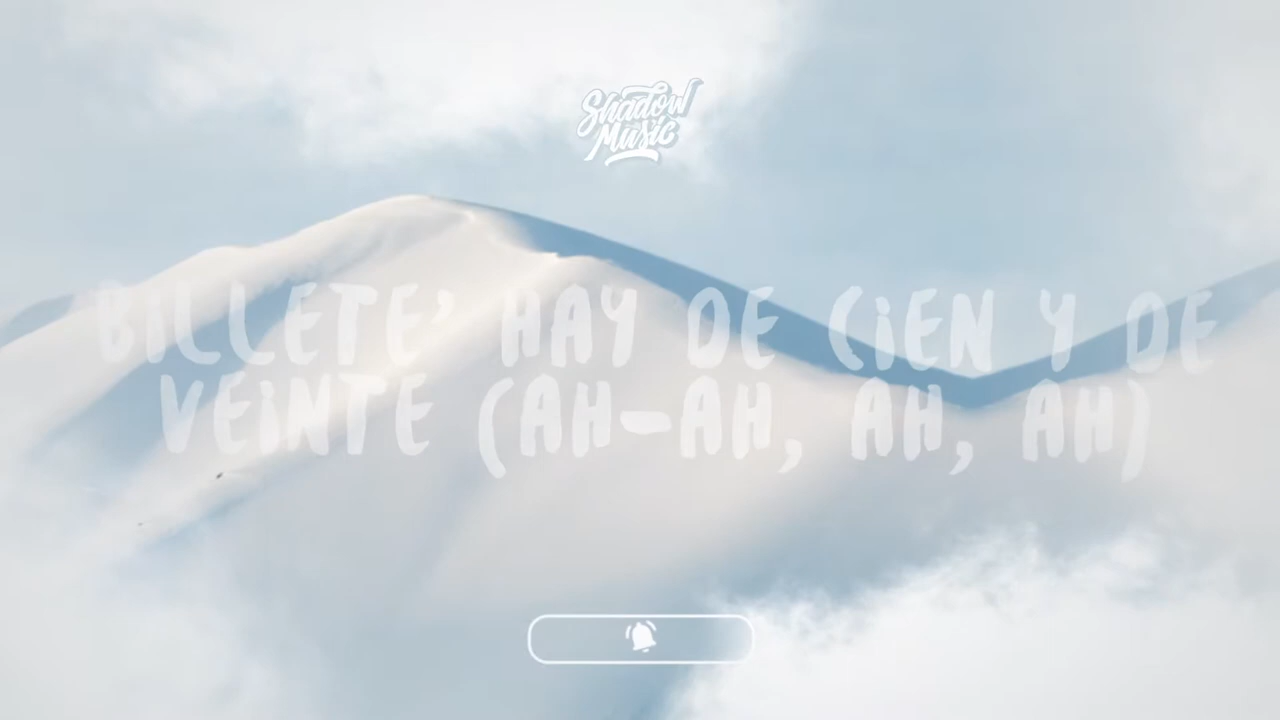 Shadow
Music
BiLLETE' HAY DE CiEN Y DE
VEiNTE (AH-AH, AH, AH)